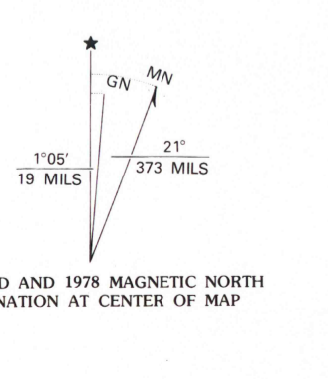 ★
GN
MN
1°05′
19 MILS
21°
373 MILS
D AND 1978 MAGNETIC NORTH
NATION AT CENTER OF MAP